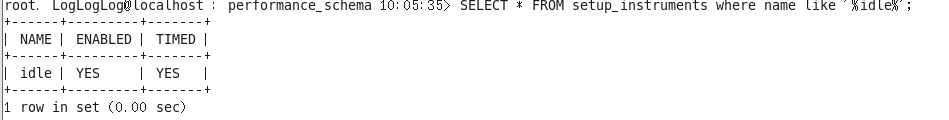 root. LogLogLog@localhost : performance_schema 10:05:35> SELECT * FROM setup_instruments where name like '%idle%';
+------+---------+-------+
| NAME | ENABLED | TIMED |
+------+---------+-------+
| idle | YES     | YES   |
+------+---------+-------+
1 row in set (0.00 sec)